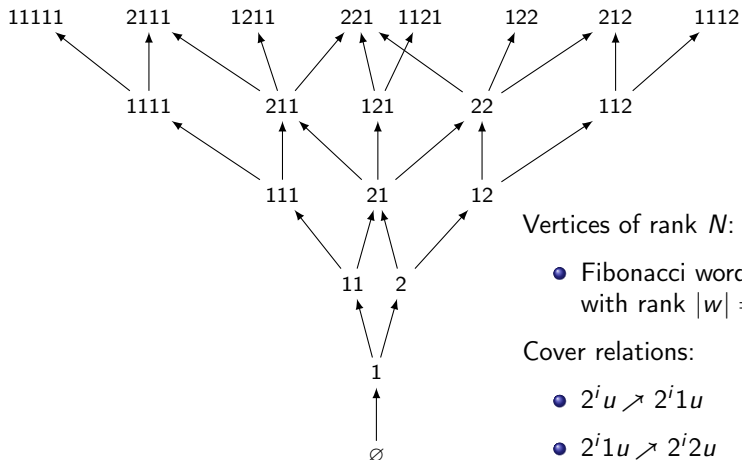 11111 2111 1211 221 1121 122 212 1112
1111 211 121 22 112
111 21 12
Vertices of rank N:
11 2
Fibonacci word
with rank |w| =
Cover relations:
1
2^i u ↗ 2^i 1u
2^i 1u ↗ 2^i 2u
∅